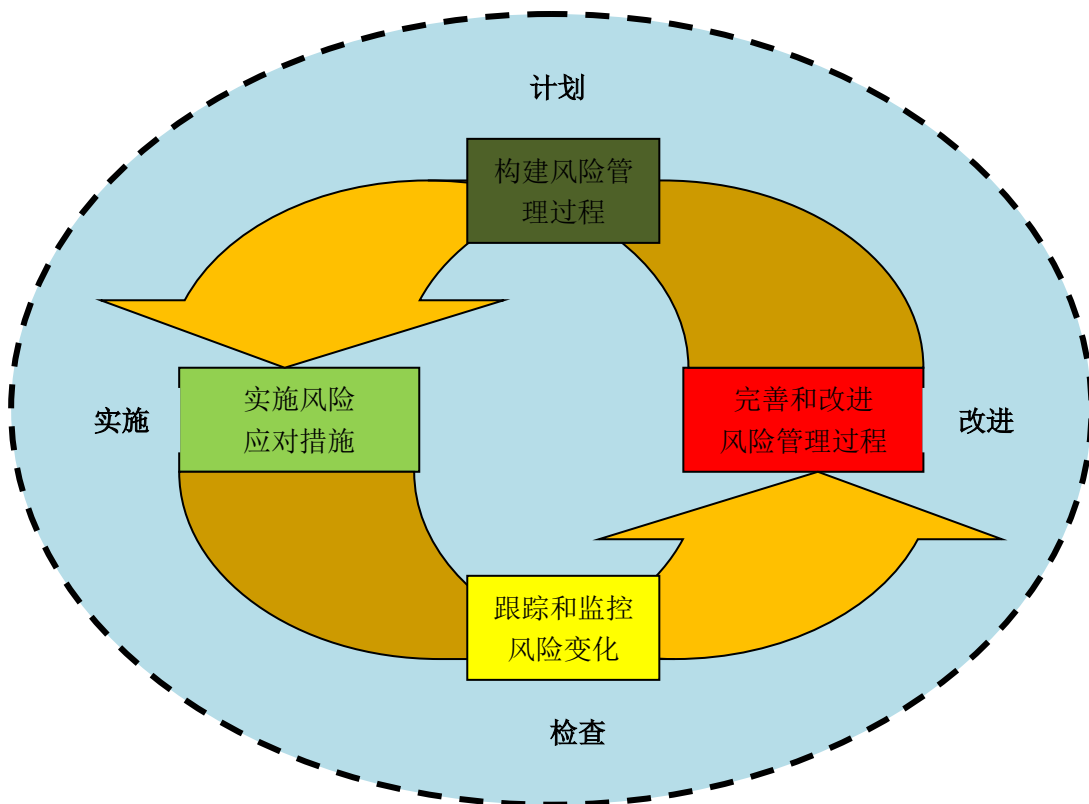 计划
构建风险管
理过程
实施风险
应对措施
实施
完善和改进
风险管理过程
改进
跟踪和监控
风险变化
检查